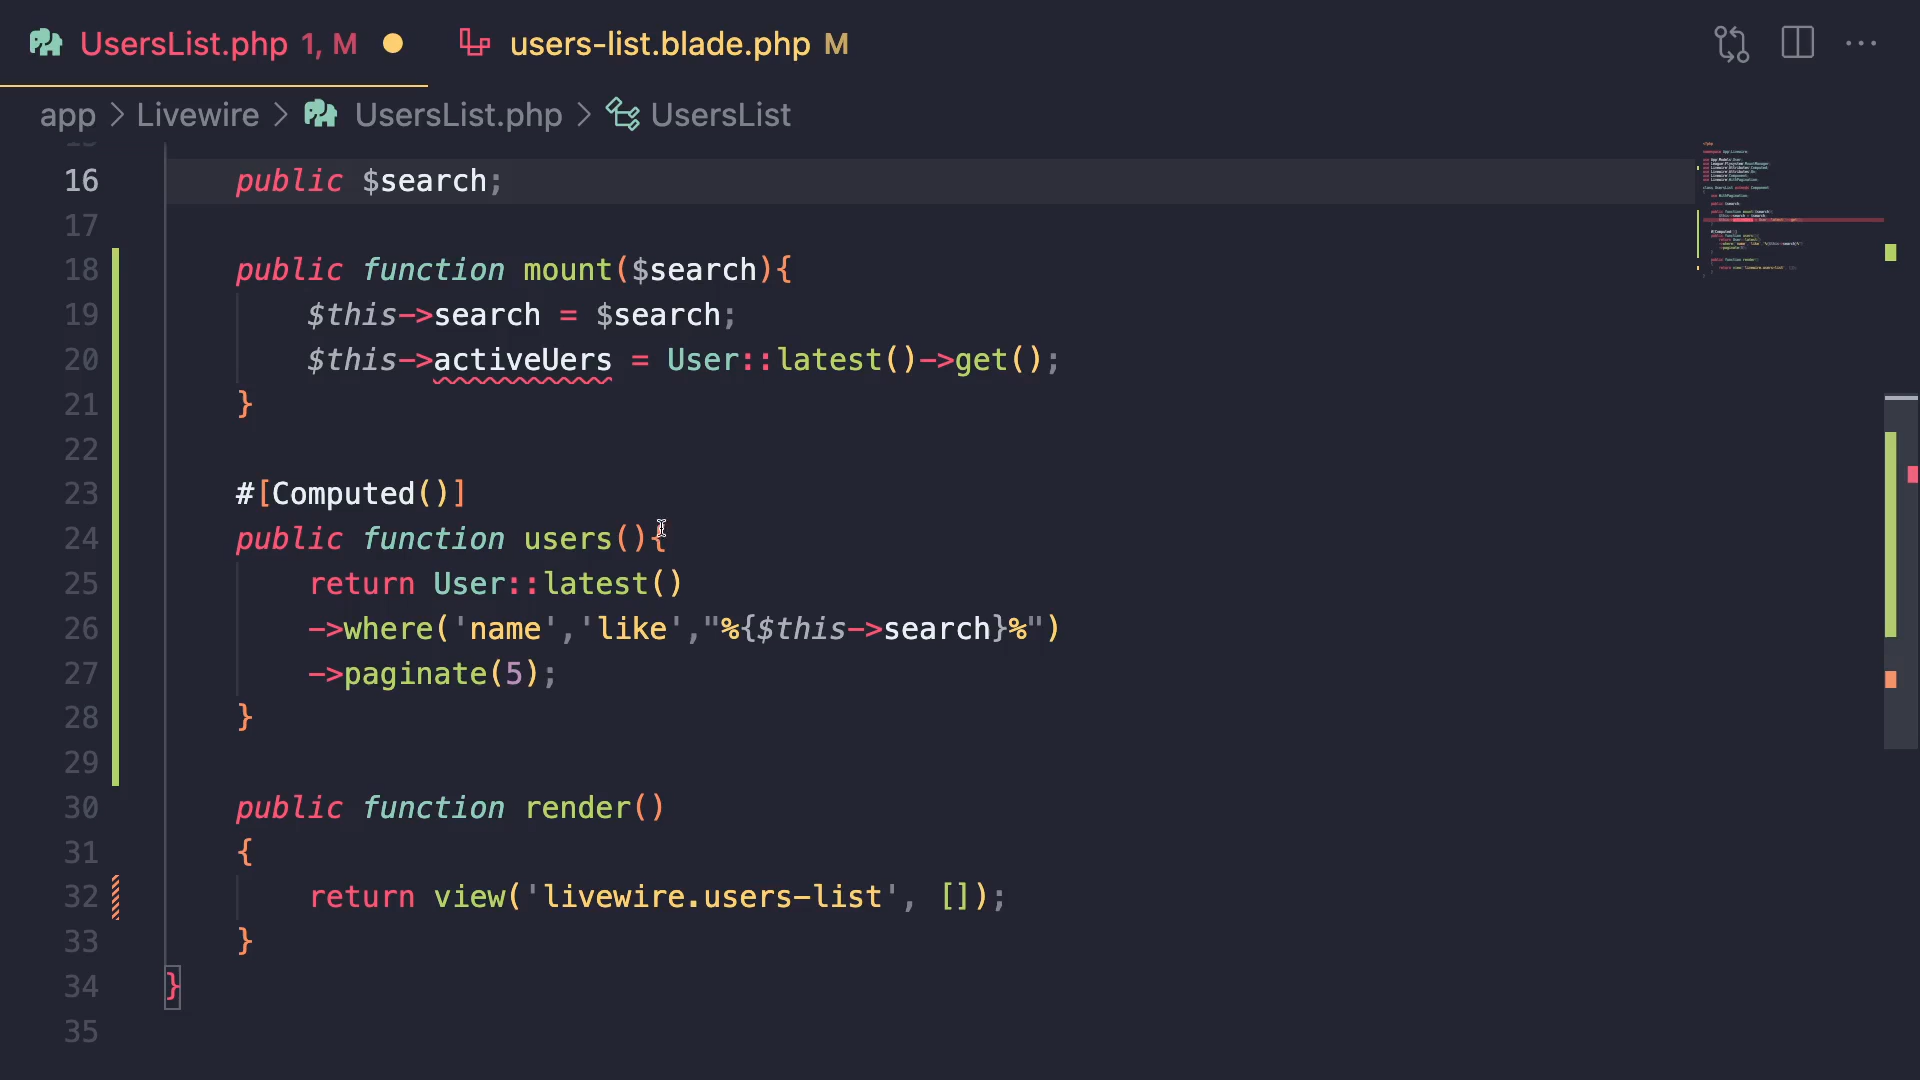 UsersList.php 1, M users-list.blade.php M
app > Livewire > UsersList.php > UsersList
16 public $search;
17
18 public function mount($search){
19 $this->search = $search;
20 $this->activeUers = User::latest()->get();
21 }
22
23 #[Computed()]
24 public function users(){
25 return User::latest()
26 ->where('name','like',"%{$this->search}%")
27 ->paginate(5);
28 }
29
30 public function render()
31 {
32 return view('livewire.users-list', []);
33 }
34 }
35